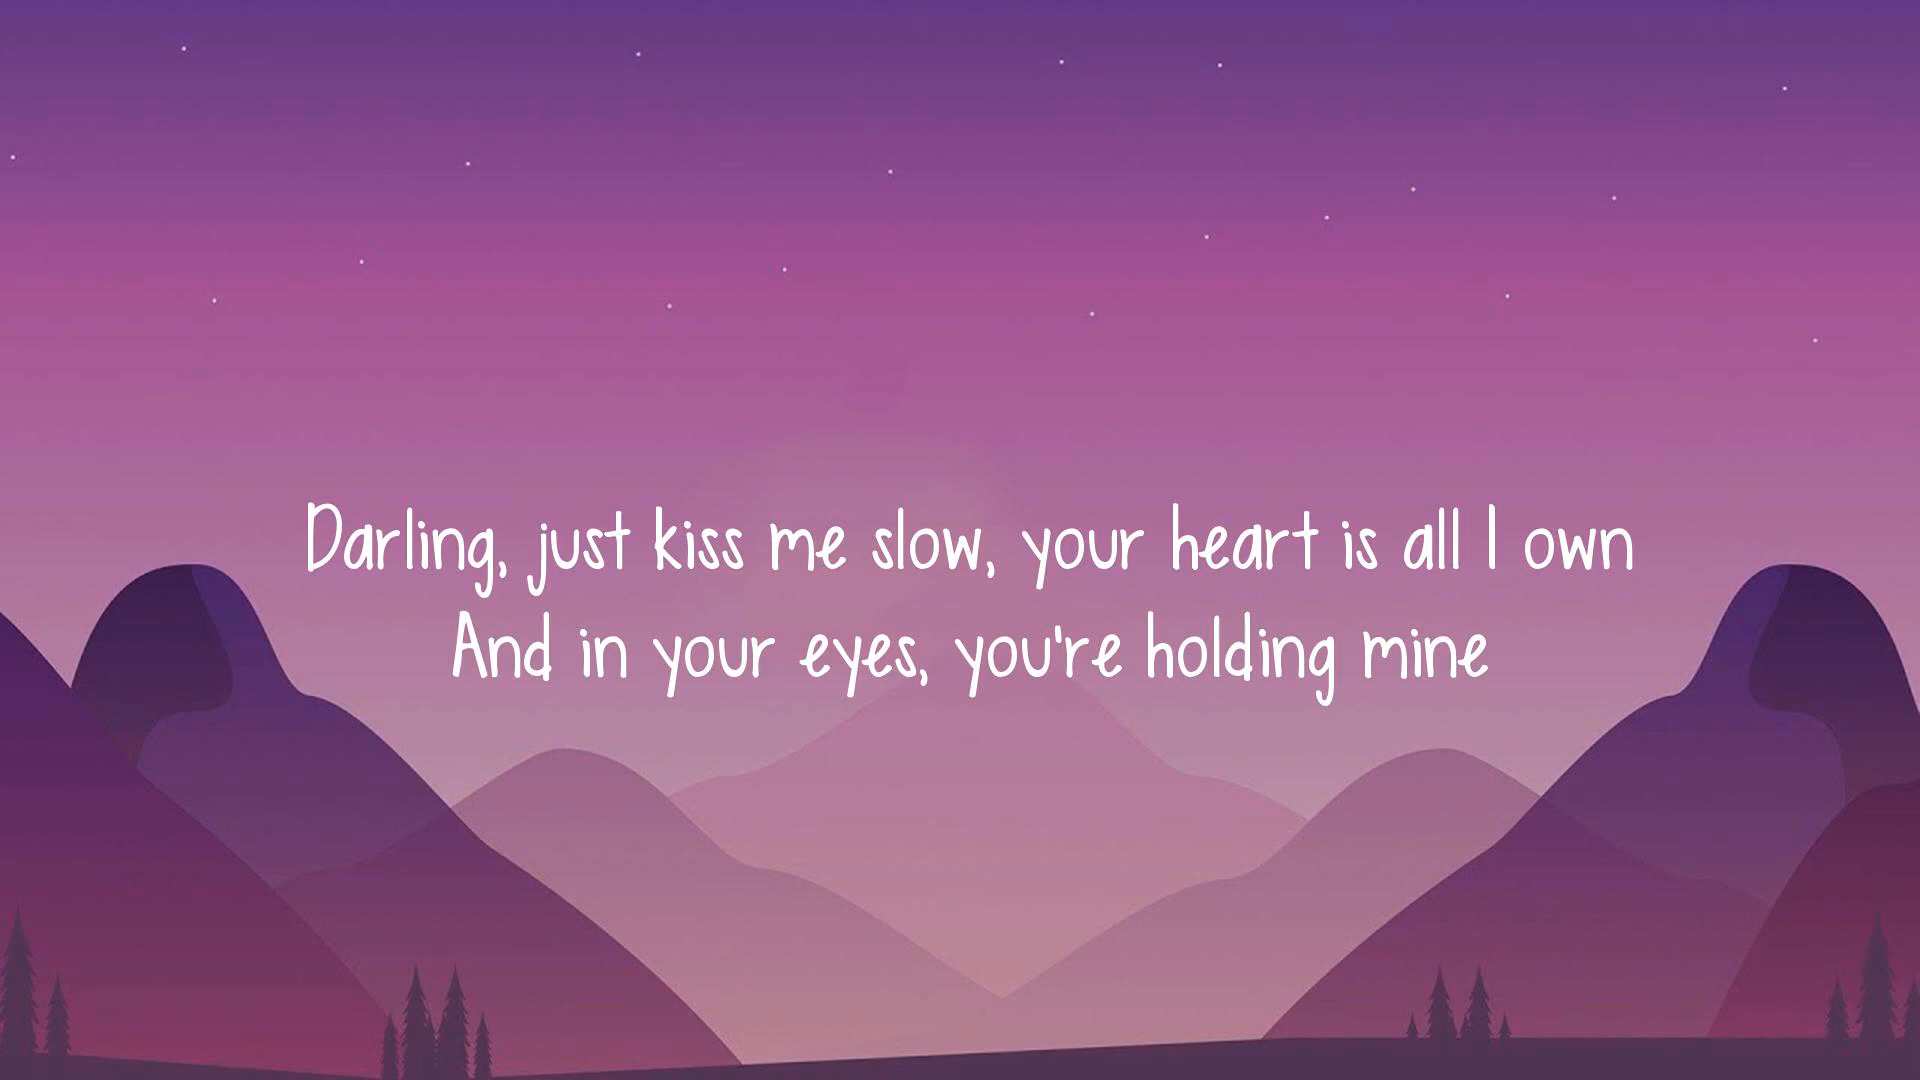 Darling, just kiss me slow, your heart is all I own
And in your eyes, you're holding mine